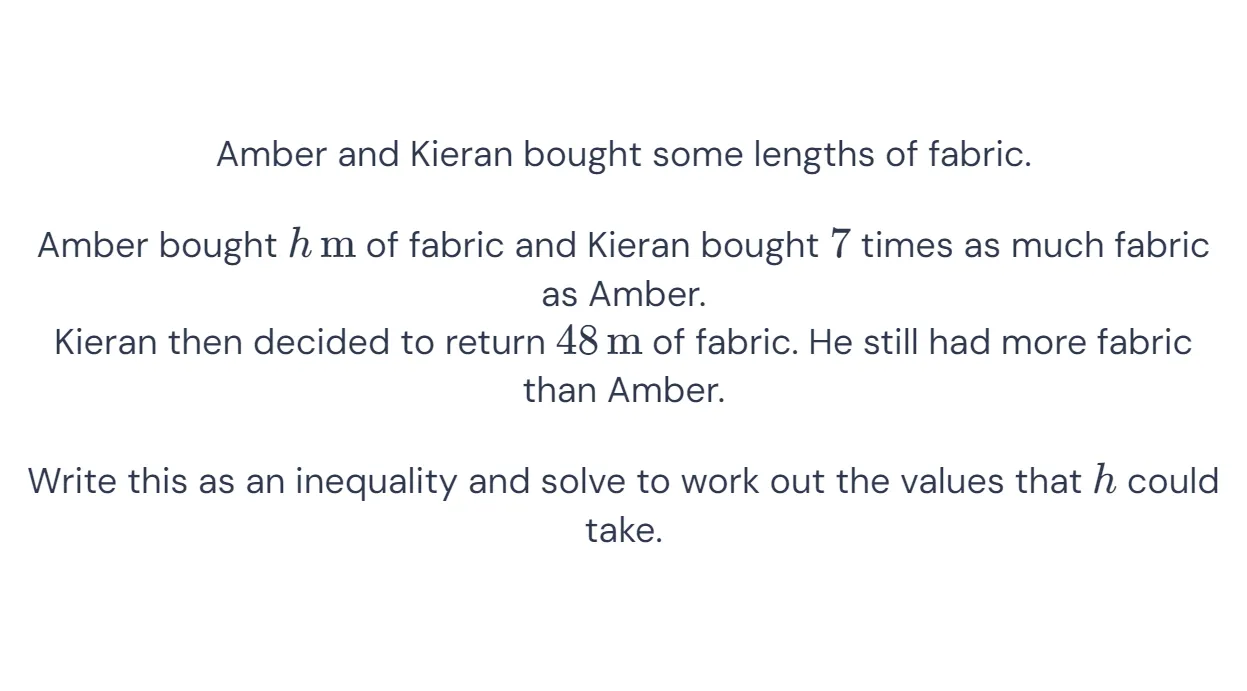 Amber and Kieran bought some lengths of fabric.
Amber bought h m of fabric and Kieran bought 7 times as much fabric
as Amber.
Kieran then decided to return 48 m of fabric. He still had more fabric
than Amber.
Write this as an inequality and solve to work out the values that h could
take.